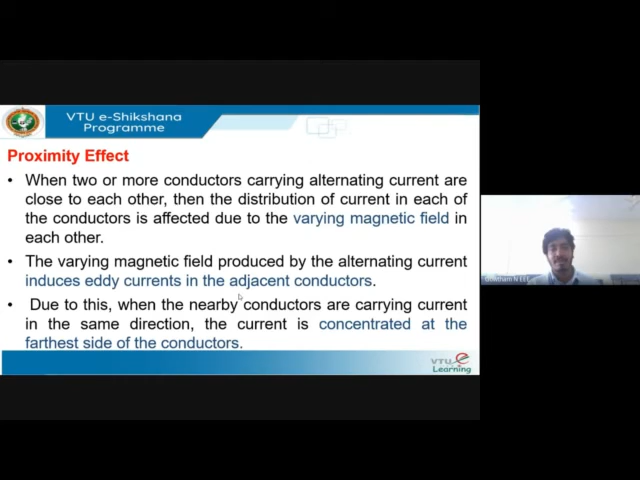 VTU e-Shikshana
Programme
Proximity Effect
• When two or more conductors carrying alternating current are
close to each other, then the distribution of current in each of
the conductors is affected due to the varying magnetic field in
each other.
• The varying magnetic field produced by the alternating current
induces eddy currents in the adjacent conductors.
• Due to this, when the nearby conductors are carrying current
in the same direction, the current is concentrated at the
farthest side of the conductors.
VTU e
Learning
Gowtham N EEE